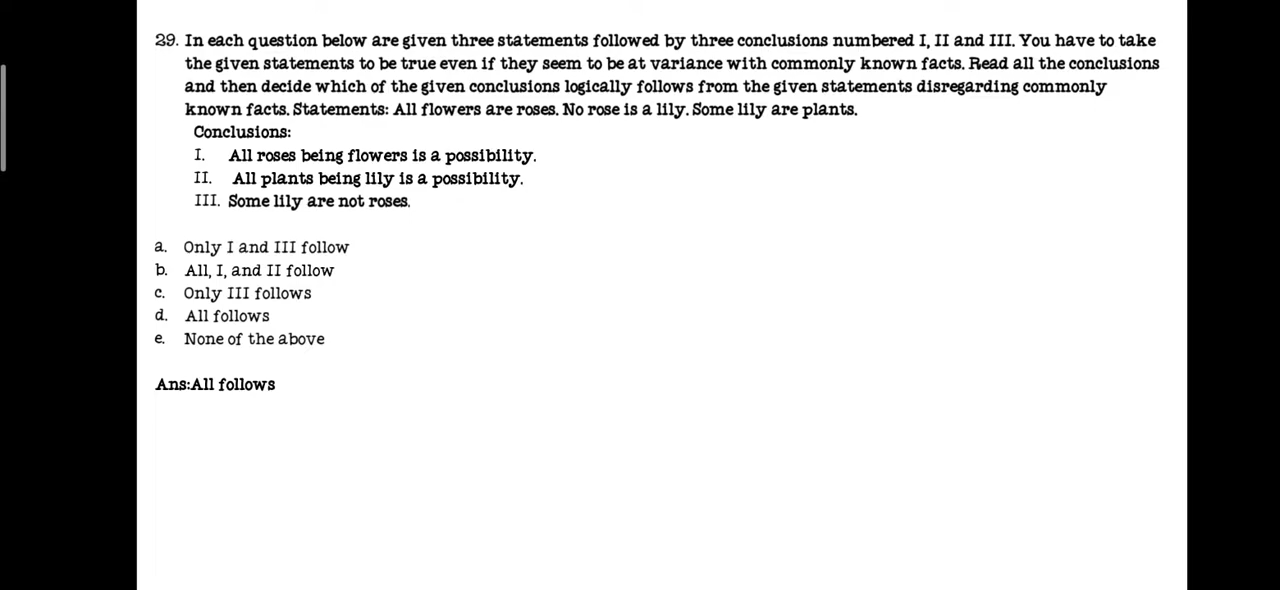 29. In each question below are given three statements followed by three conclusions numbered I, II and III. You have to take
the given statements to be true even if they seem to be at variance with commonly known facts. Read all the conclusions
and then decide which of the given conclusions logically follows from the given statements disregarding commonly
known facts. Statements: All flowers are roses. No rose is a lily. Some lily are plants.
Conclusions:
I. All roses being flowers is a possibility.
II. All plants being lily is a possibility.
III. Some lily are not roses.
a. Only I and III follow
b. All, I, and II follow
c. Only III follows
d. All follows
e. None of the above
Ans:All follows